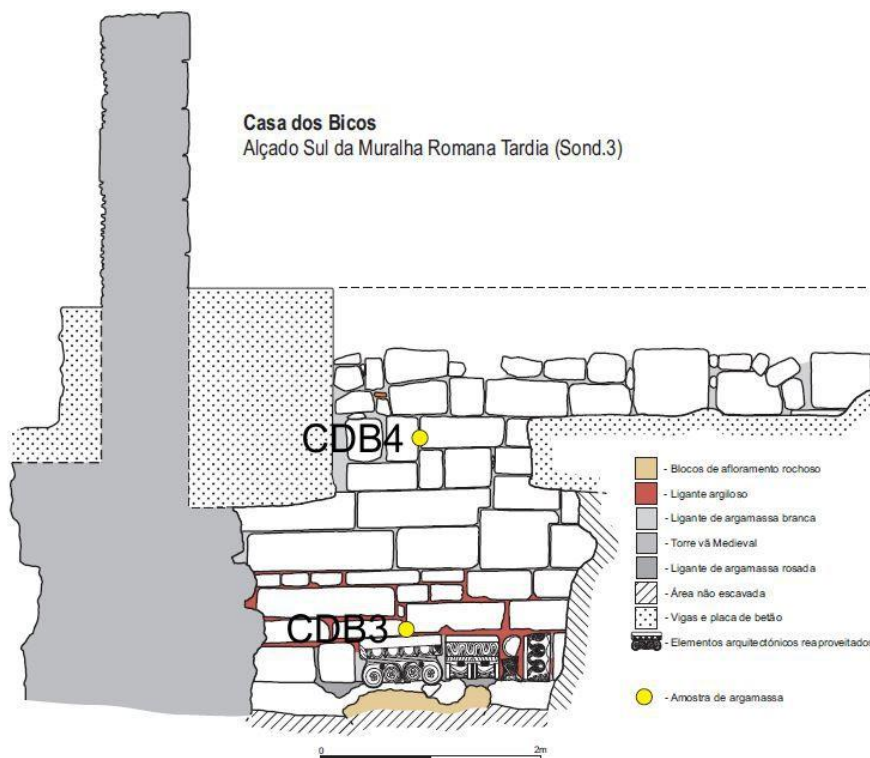 Casa dos Bicos
Alçado Sul da Muralha Romana Tardia (Sond.3)
CDB4
CDB3
- Blocos de afloramento rochoso
- Ligante argiloso
- Ligante de argamassa branca
- Torre vã Medieval
- Ligante de argamassa rosada
- Área não escavada
- Vigas e placa de betão
- Elementos arquitectónicos reaproveitados
- Amostra de argamassa
0 2m